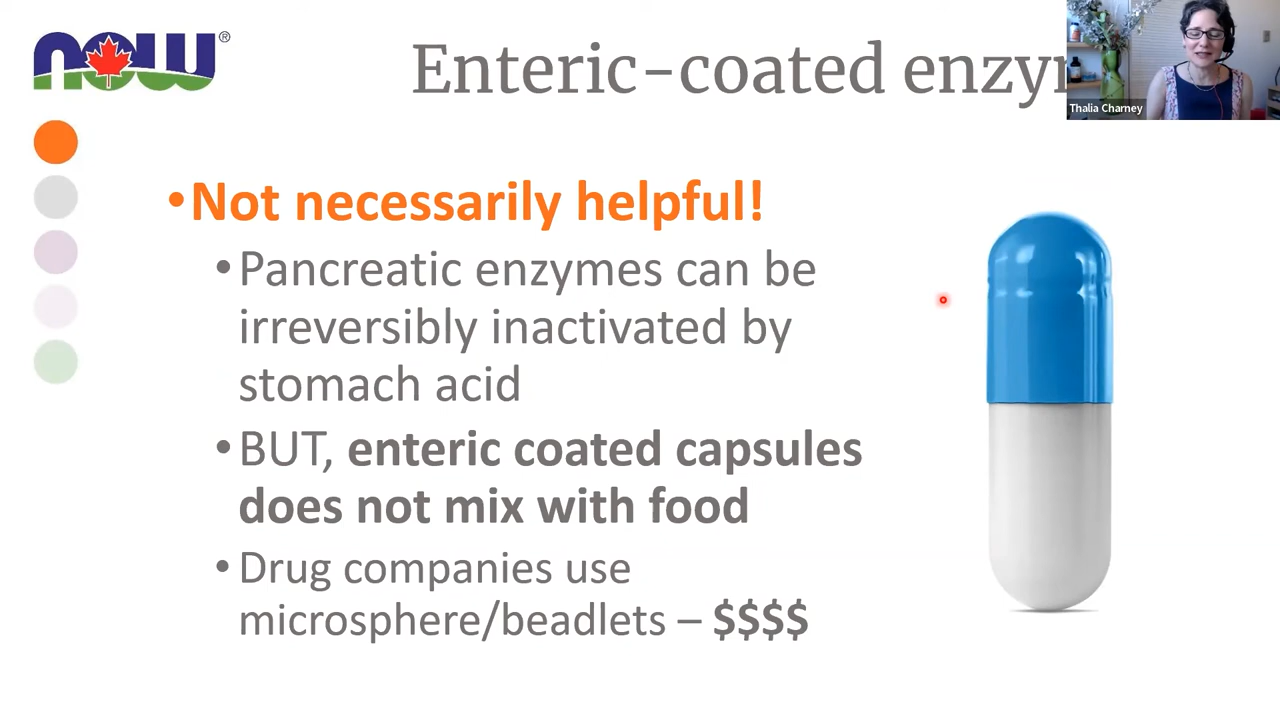 now®
Enteric-coated enzy
Thalia Charney
•Not necessarily helpful!
•Pancreatic enzymes can be
irreversibly inactivated by
stomach acid
•BUT, enteric coated capsules
does not mix with food
•Drug companies use
microsphere/beadlets – $$$$